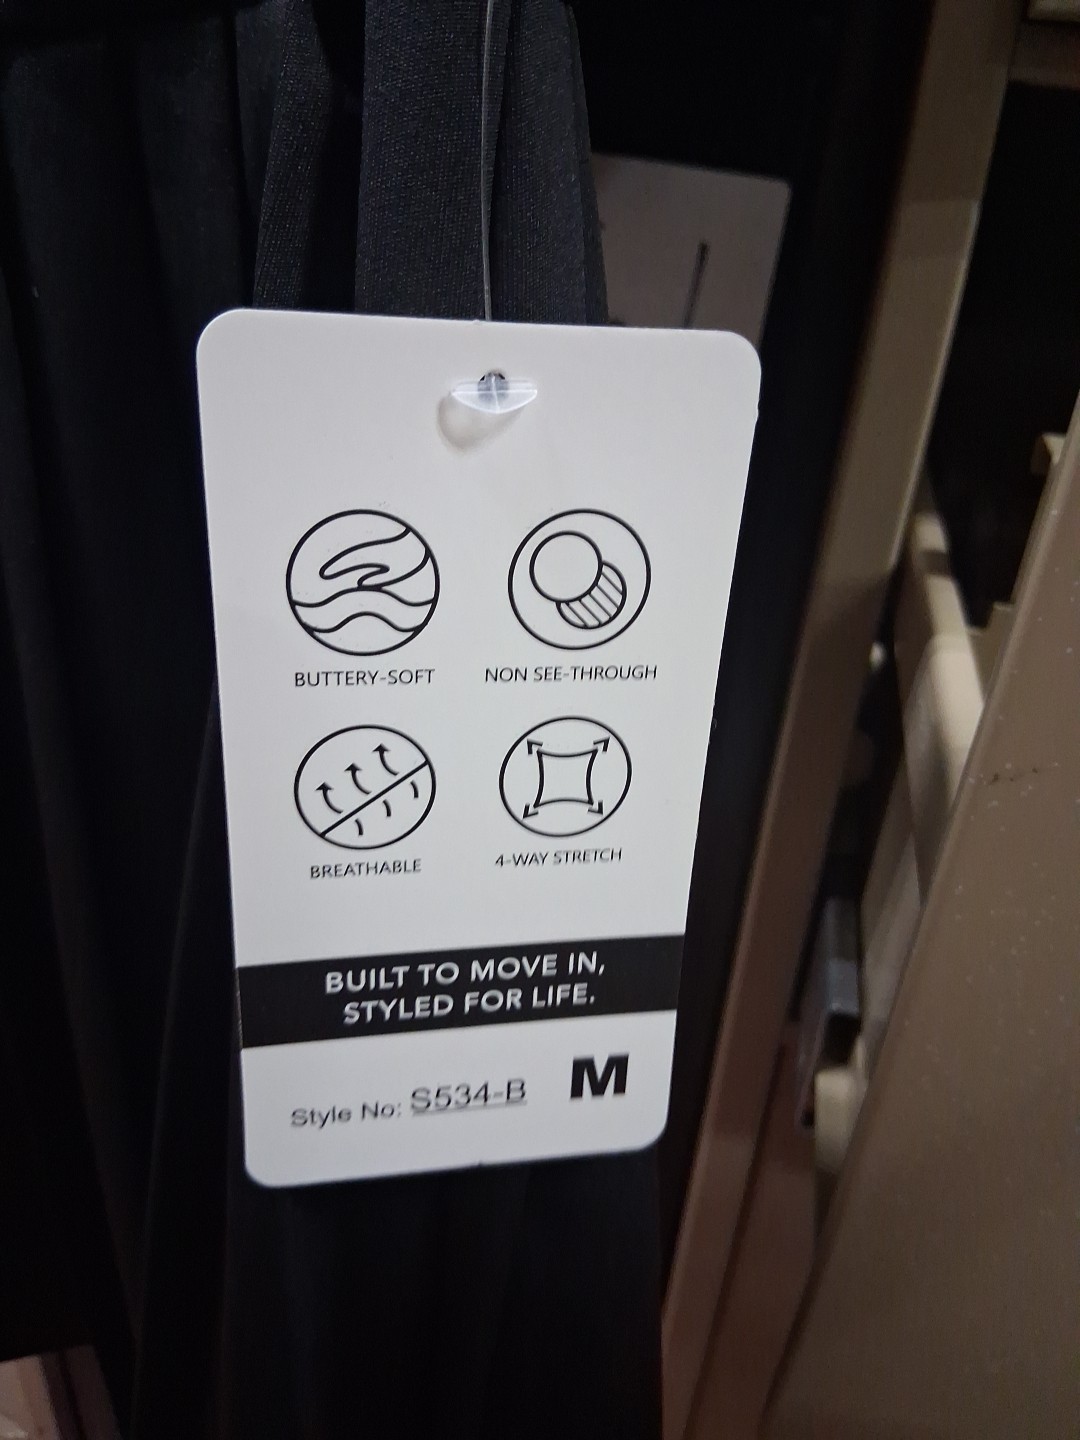 BUTTERY-SOFT
NON SEE-THROUGH
BREATHABLE
4-WAY STRETCH
BUILT TO MOVE IN,
STYLED FOR LIFE.
Style No: S534-B
M